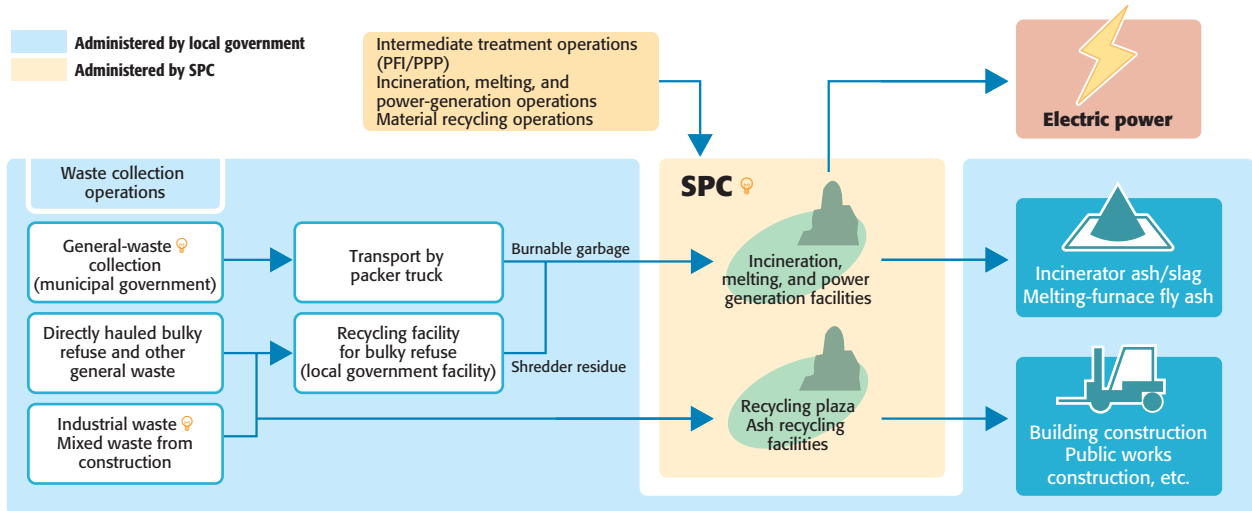 Administered by local government
Administered by SPC
Intermediate treatment operations
(PFI/PPP)
Incineration, melting, and
power-generation operations
Material recycling operations
Electric power
Waste collection
operations
SPC
General-waste
collection
(municipal government)
Transport by
packer truck
Burnable garbage
Incineration,
melting, and power
generation facilities
Incinerator ash/slag
Melting-furnace fly ash
Directly hauled bulky
refuse and other
general waste
Recycling facility
for bulky refuse
(local government facility)
Shredder residue
Industrial waste
Mixed waste from
construction
Recycling plaza
Ash recycling
facilities
Building construction
Public works
construction, etc.